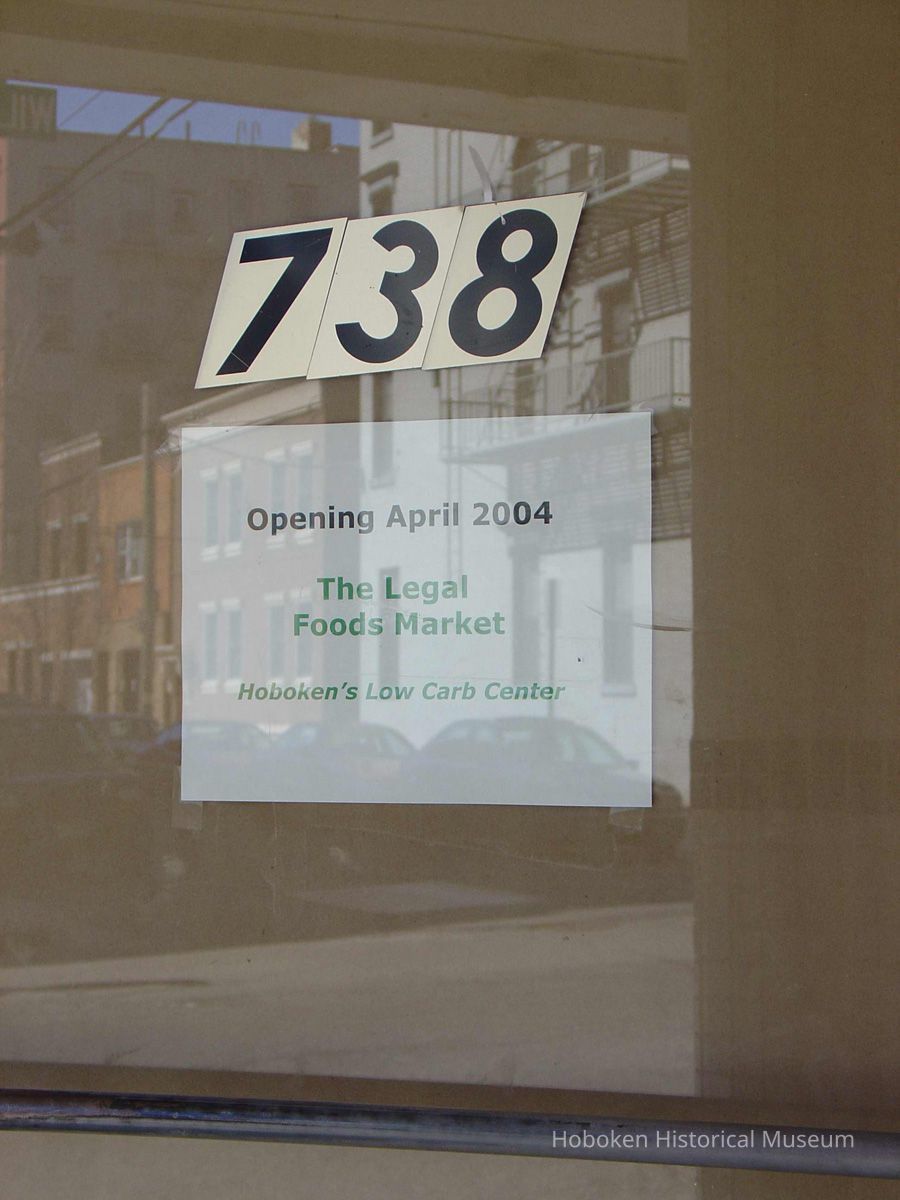 738
Opening April 2004
The Legal
Foods Market
Hoboken’s Low Carb Center
Hoboken Historical Museum